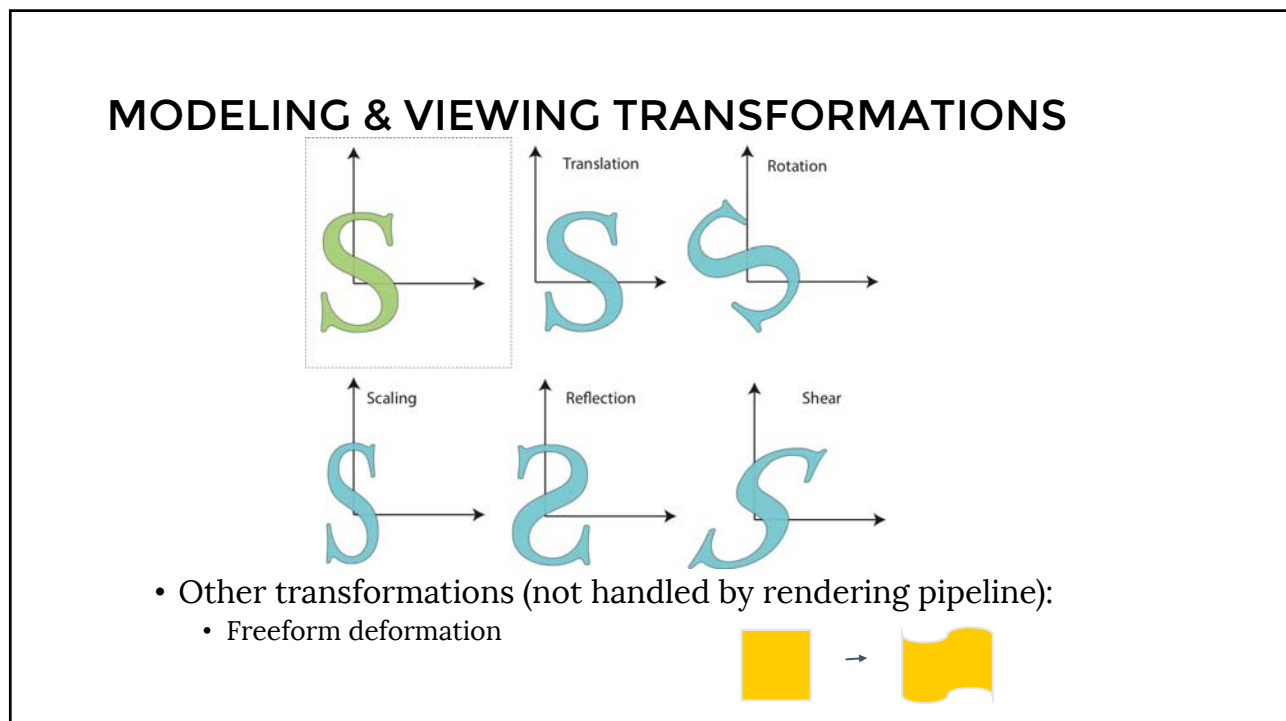 MODELING & VIEWING TRANSFORMATIONS
S
Translation
S
Rotation
S
Scaling
S
Reflection
S
Shear
S
• Other transformations (not handled by rendering pipeline):
• Freeform deformation